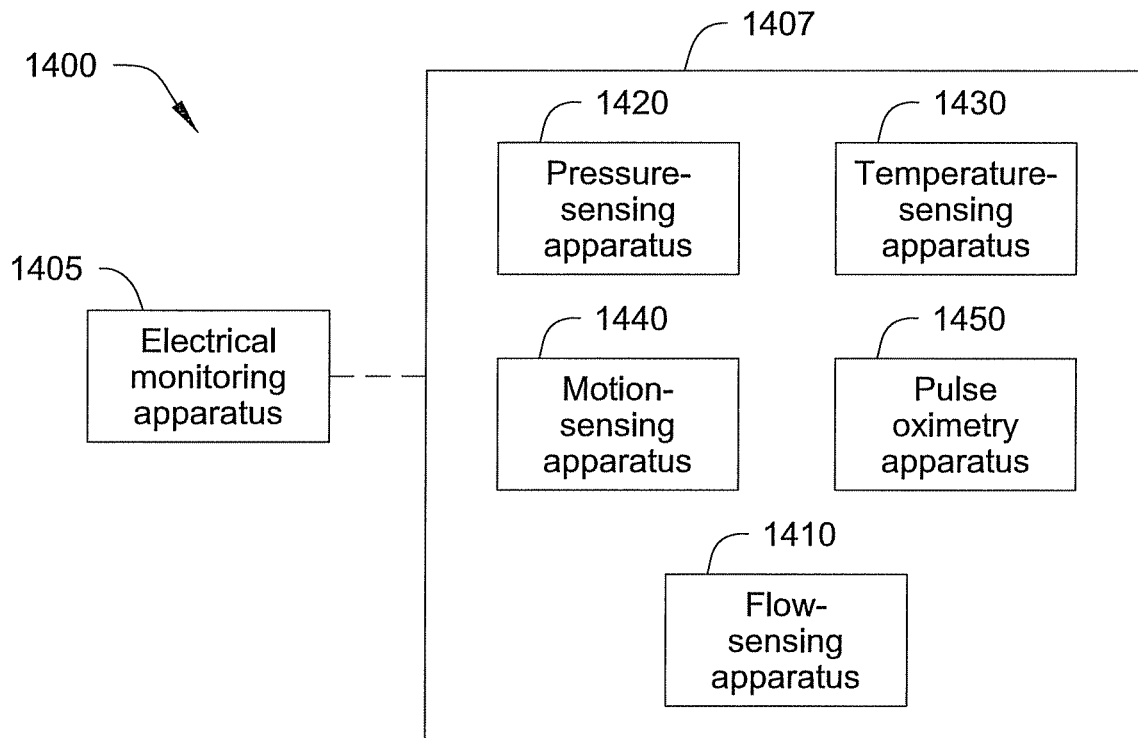 1407
1400
1420
1430
Pressure-
sensing
apparatus
Temperature-
sensing
apparatus
1405
Electrical
monitoring
apparatus
1440
1450
Motion-
sensing
apparatus
Pulse
oximetry
apparatus
1410
Flow-
sensing
apparatus